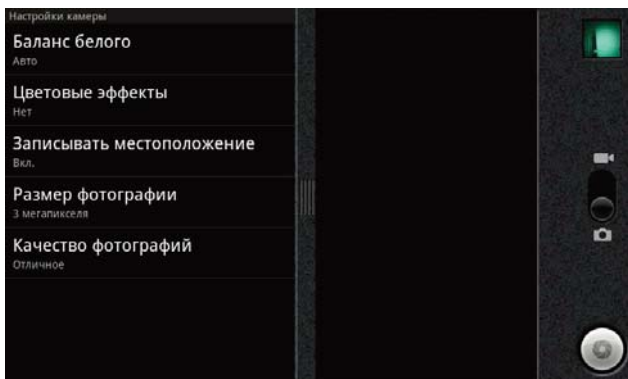 Настройки камеры
Баланс белого
Авто
Цветовые эффекты
Нет
Записывать местоположение
Вкл.
Размер фотографии
3 мегапикселя
Качество фотографий
Отличное